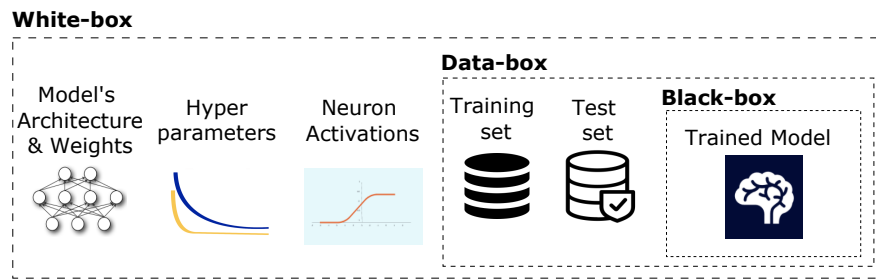 White-box
Data-box
Black-box
Model's
Architecture
& Weights
Hyper
parameters
Neuron
Activations
Training
set
Test
set
Trained Model